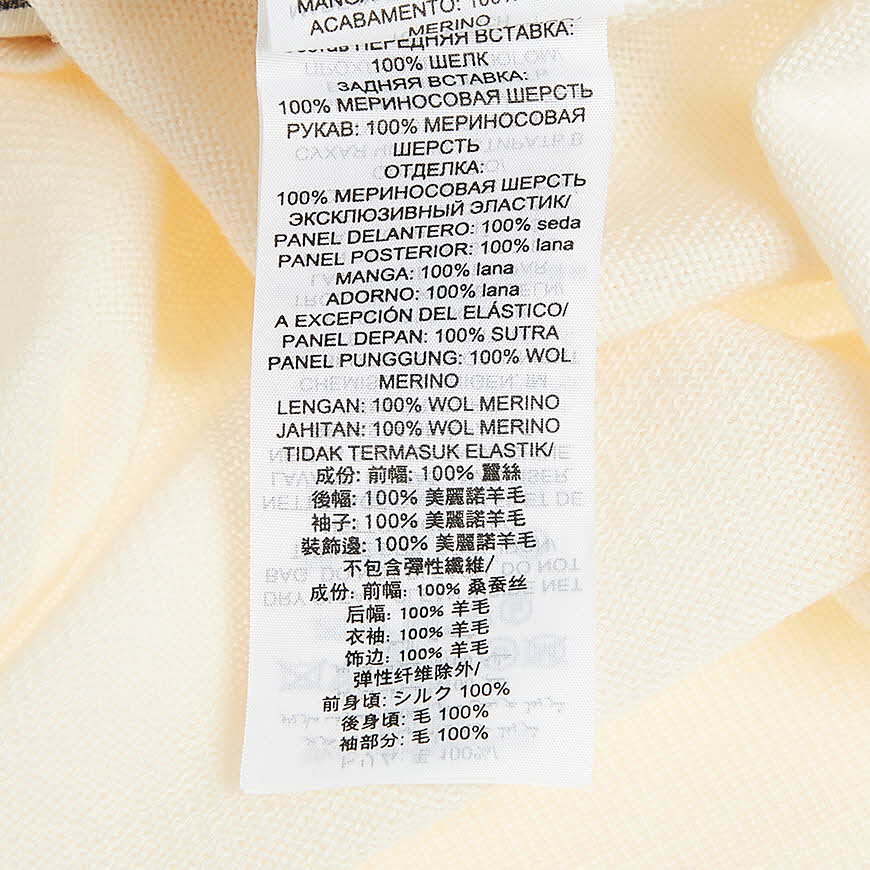 MANGA: 100%
ACABAMENTO: 100%
MERINO
ПЕРЕДНЯЯ ВСТАВКА:
100% ШЕЛК
ЗАДНЯЯ ВСТАВКА:
100% МЕРИНОСОВАЯ ШЕРСТЬ
РУКАВ: 100% МЕРИНОСОВАЯ
ШЕРСТЬ
ОТДЕЛКА:
100% МЕРИНОСОВАЯ ШЕРСТЬ
ЭКСКЛЮЗИВНЫЙ ЭЛАСТИК/
PANEL DELANTERO: 100% seda
PANEL POSTERIOR: 100% lana
MANGA: 100% lana
ADORNO: 100% lana
A EXCEPCIÓN DEL ELÁSTICO/
PANEL DEPAN: 100% SUTRA
PANEL PUNGGUNG: 100% WOL
MERINO
LENGAN: 100% WOL MERINO
JAHITAN: 100% WOL MERINO
TIDAK TERMASUK ELASTIK/
成份: 前幅: 100% 蠶絲
後幅: 100% 美麗諾羊毛
袖子: 100% 美麗諾羊毛
裝飾邊: 100% 美麗諾羊毛
不包含彈性纖維/
成份: 前幅: 100% 桑蚕丝
后幅: 100% 羊毛
衣袖: 100% 羊毛
饰边: 100% 羊毛
弹性纤维除外/
前身頃: シルク 100%
後身頃: 毛 100%
袖部分: 毛 100%